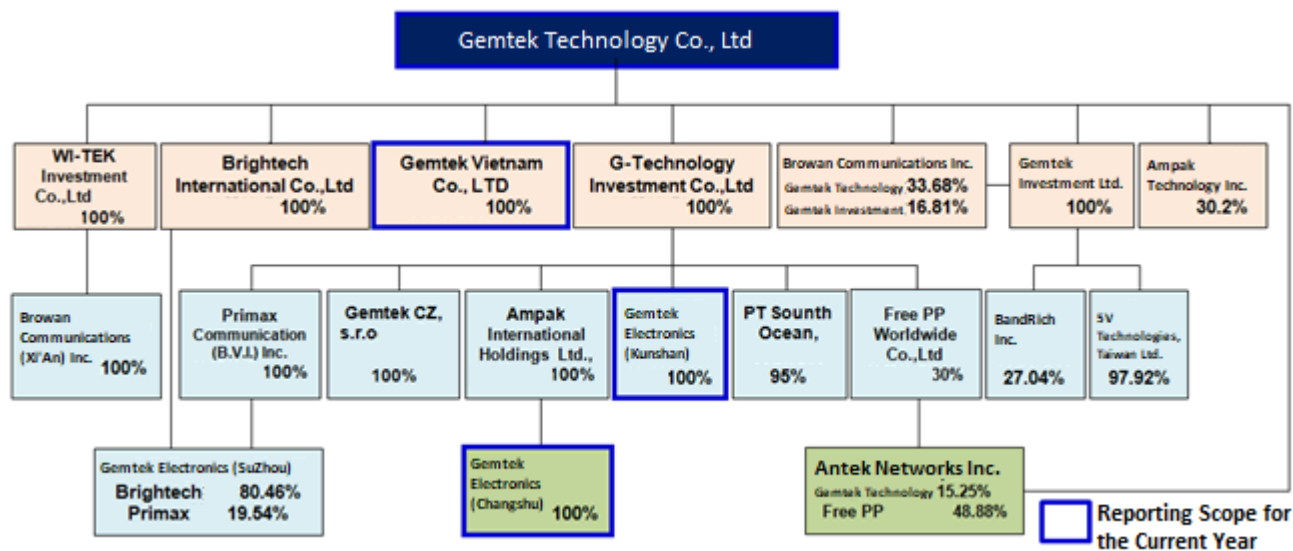 Gemtek Technology Co., Ltd
WI-TEK
Investment
Co.,Ltd
100%
Brightech
International Co.,Ltd
100%
Gemtek Vietnam
Co., LTD
100%
G-Technology
Investment Co.,Ltd
100%
Browan Communications Inc.
Gemtek Technology 33.68%
Gemtek Investment 16.81%
Gemtek
Investment Ltd.
100%
Ampak
Technology Inc.
30.2%
Browan
Communications
(Xi'An) Inc. 100%
Primax
Communication
(B.V.I.) Inc.
100%
Gemtek CZ,
s.r.o
100%
Ampak
International
Holdings Ltd.,
100%
Gemtek
Electronics
(Kunshan)
100%
PT Sounth
Ocean,
95%
Free PP
Worldwide
Co.,Ltd
30%
BandRich
Inc.
27.04%
5V
Technologies,
Taiwan Ltd.
97.92%
Gemtek Electronics (SuZhou)
Brightech 80.46%
Primax 19.54%
Gemtek
Electronics
(Changshu) 100%
Antek Networks Inc.
Gemtek Technology 15.25%
Free PP 48.88%
Reporting Scope for
the Current Year